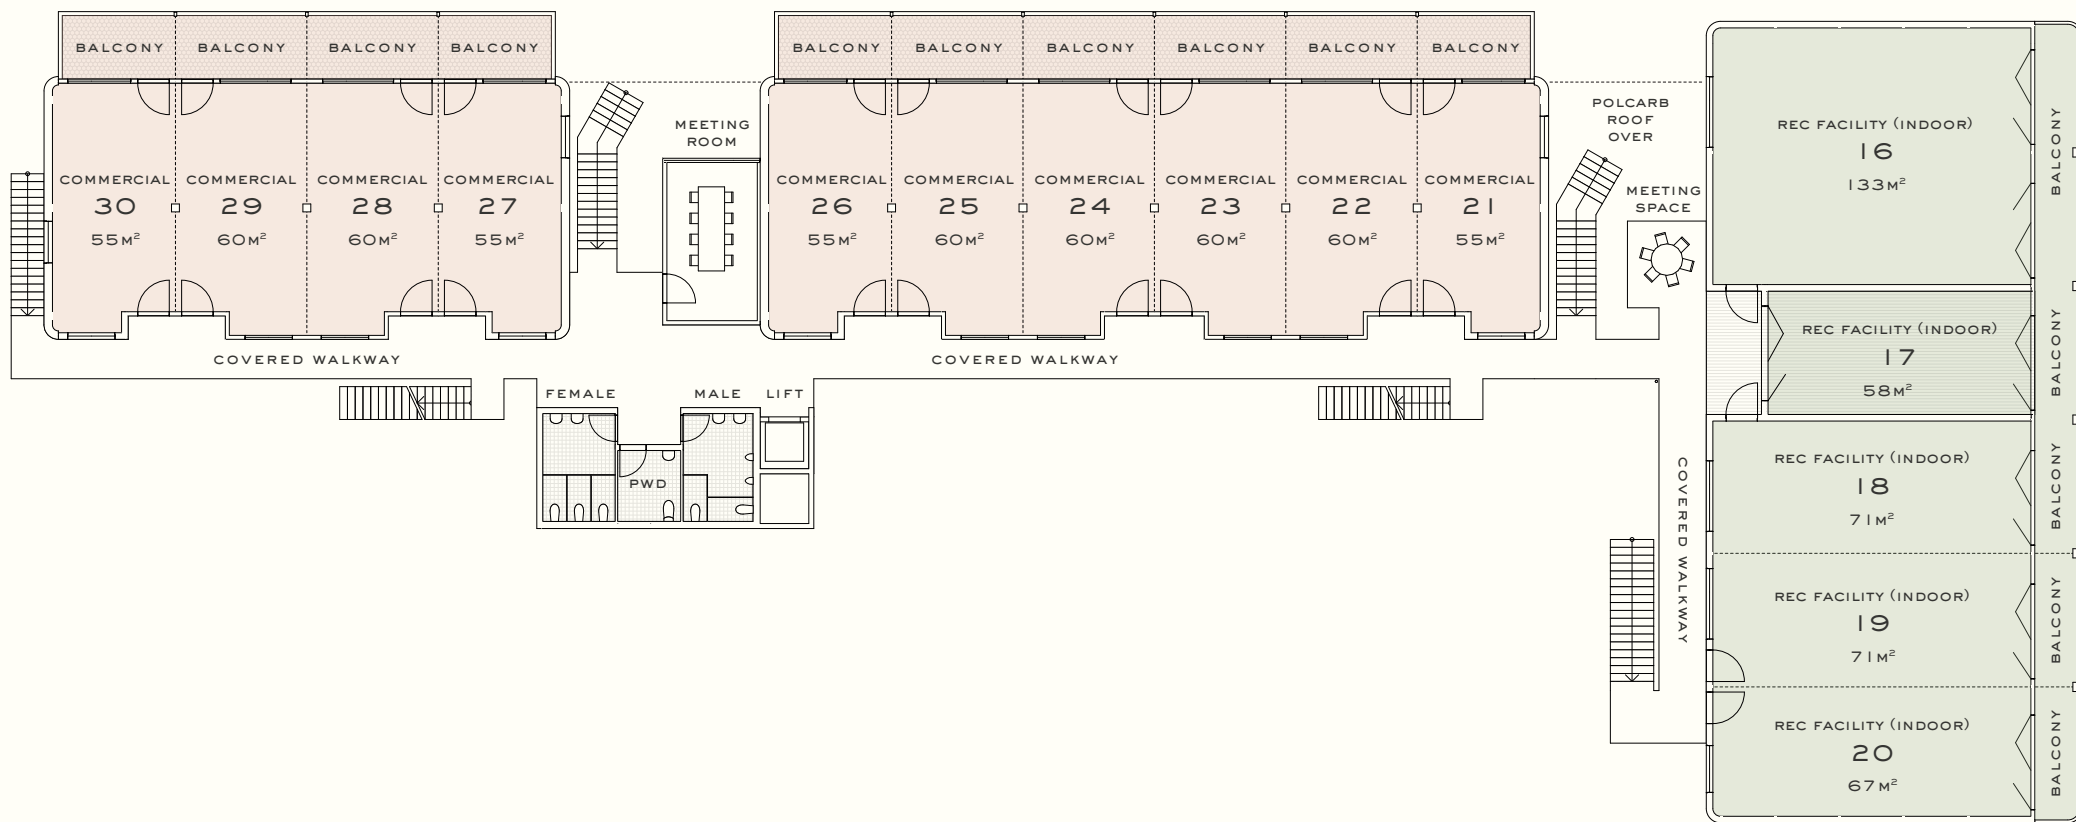 BALCONY
BALCONY
BALCONY
BALCONY
COMMERCIAL
30
55M²
COMMERCIAL
29
60M²
COMMERCIAL
28
60M²
COMMERCIAL
27
55M²
COVERED WALKWAY
MEETING
ROOM
FEMALE
MALE
LIFT
PWD
BALCONY
BALCONY
BALCONY
BALCONY
BALCONY
BALCONY
COMMERCIAL
26
55M²
COMMERCIAL
25
60M²
COMMERCIAL
24
60M²
COMMERCIAL
23
60M²
COMMERCIAL
22
60M²
COMMERCIAL
21
55M²
COVERED WALKWAY
POLCARB
ROOF
OVER
MEETING
SPACE
COVERED WALKWAY
REC FACILITY (INDOOR)
16
133M²
BALCONY
REC FACILITY (INDOOR)
17
58M²
BALCONY
REC FACILITY (INDOOR)
18
71M²
BALCONY
REC FACILITY (INDOOR)
19
71M²
BALCONY
REC FACILITY (INDOOR)
20
67M²
BALCONY